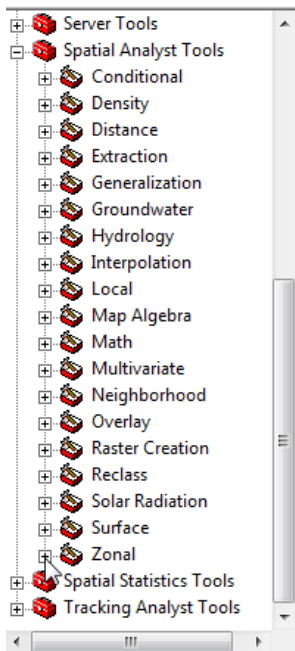 Server Tools
Spatial Analyst Tools
Conditional
Density
Distance
Extraction
Generalization
Groundwater
Hydrology
Interpolation
Local
Map Algebra
Math
Multivariate
Neighborhood
Overlay
Raster Creation
Reclass
Solar Radiation
Surface
Zonal
Spatial Statistics Tools
Tracking Analyst Tools